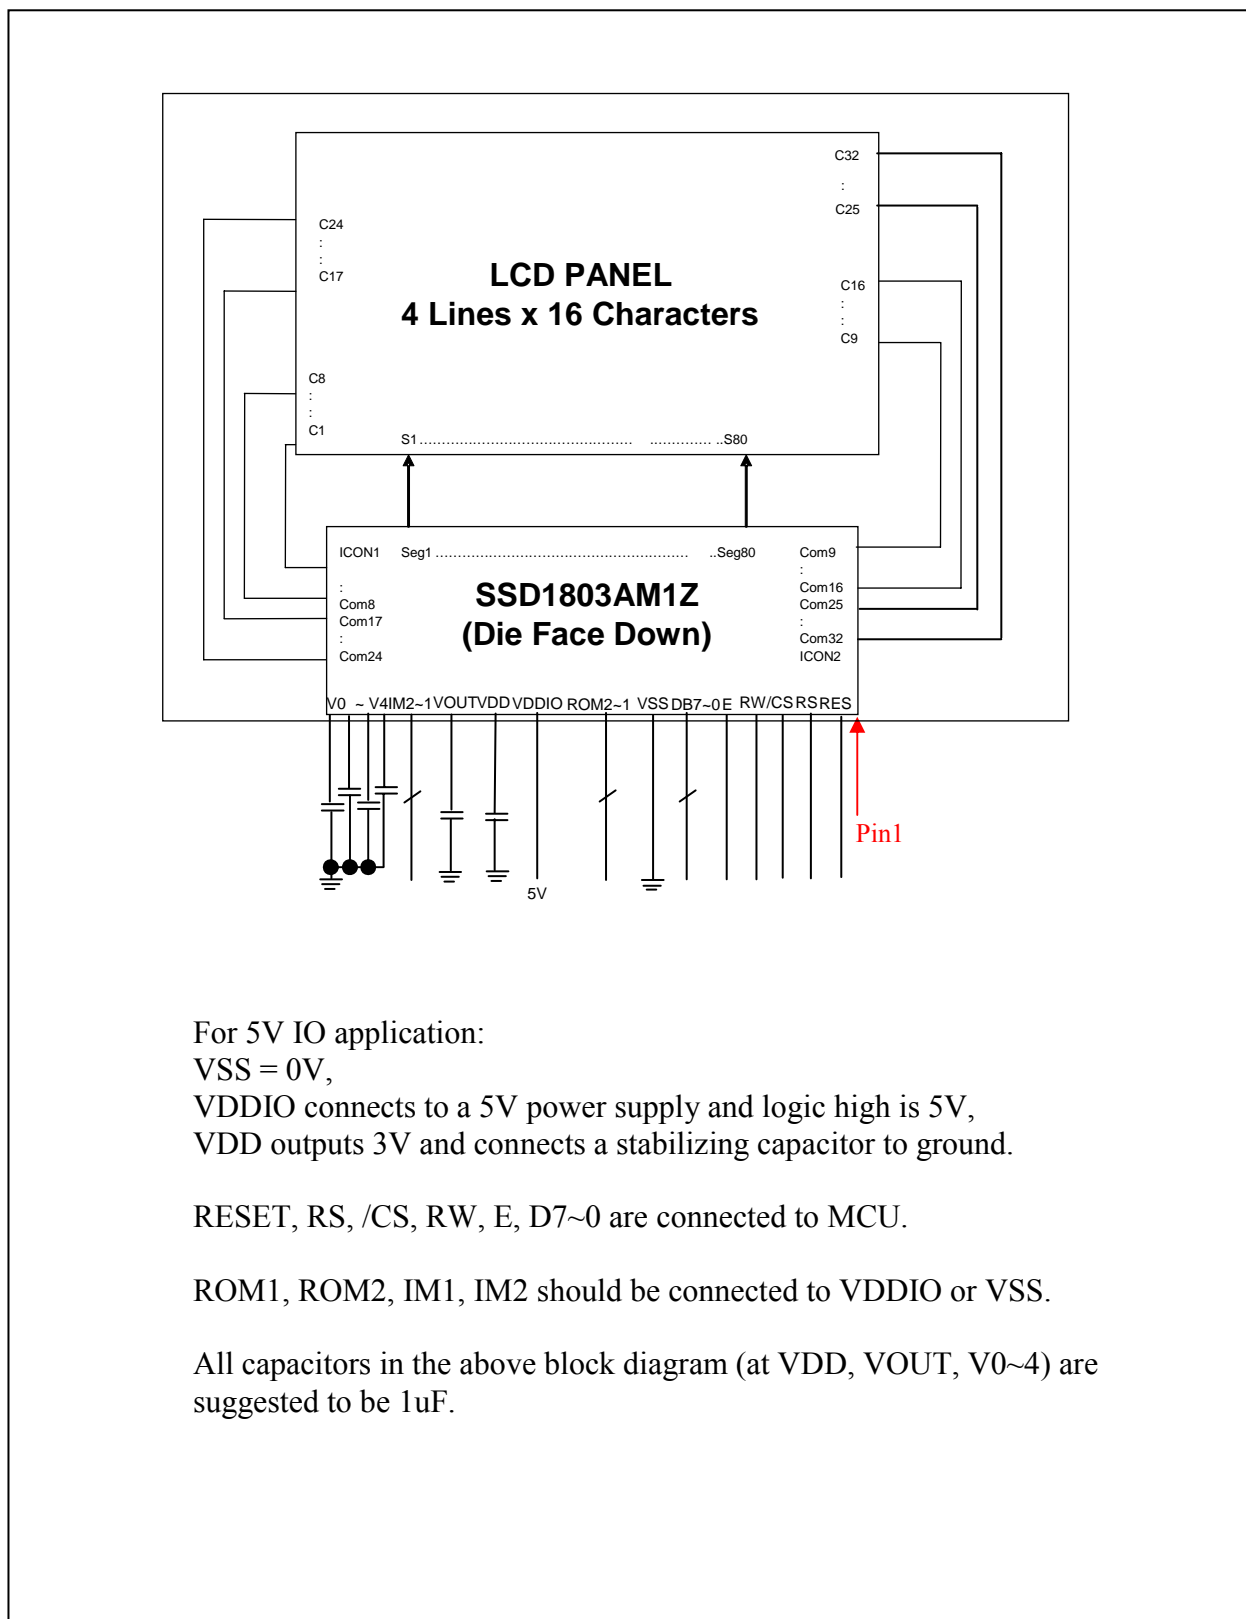 C32
:
C25
C24
:
:
C17
LCD PANEL
4 Lines x 16 Characters
C16
:
:
C9
C8
:
:
C1
S1 ................................................ .............. ..S80
ICON1
:
Com8
Com17
:
Com24
Seg1 ......................................................... ..Seg80
SSD1803AM1Z
(Die Face Down)
Com9
:
Com16
Com25
:
Com32
ICON2
V0 ~ V4 IM2~1 VOUT VDD VDDIO ROM2~1 VSS DB7~0 E RW /CS RS RES
Pin1
5V
For 5V IO application:
VSS = 0V,
VDDIO connects to a 5V power supply and logic high is 5V,
VDD outputs 3V and connects a stabilizing capacitor to ground.
RESET, RS, /CS, RW, E, D7~0 are connected to MCU.
ROM1, ROM2, IM1, IM2 should be connected to VDDIO or VSS.
All capacitors in the above block diagram (at VDD, VOUT, V0~4) are
suggested to be 1uF.